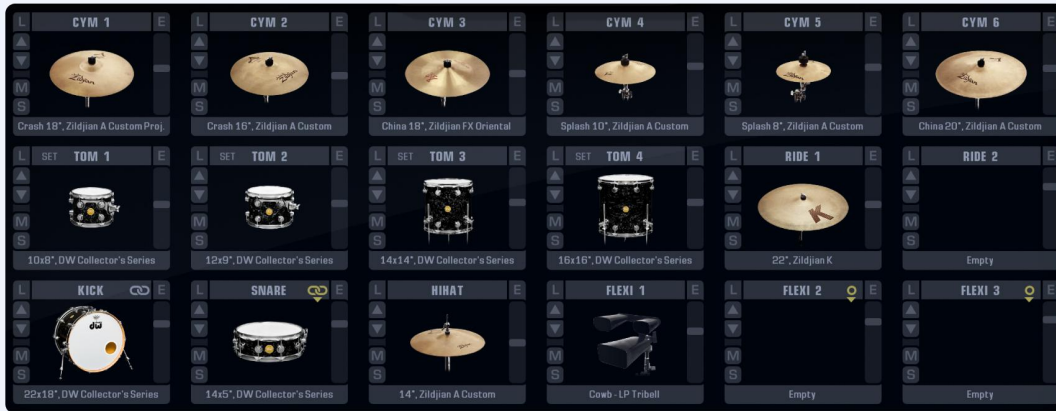 L CYM 1 E
M
S
Crash 18", Zildjian A Custom Proj.
L CYM 2 E
M
S
Crash 16", Zildjian A Custom
L CYM 3 E
M
S
China 18", Zildjian FX Oriental
L CYM 4 E
M
S
Splash 10", Zildjian A Custom
L CYM 5 E
M
S
Splash 8", Zildjian A Custom
L CYM 6 E
M
S
China 20", Zildjian A Custom
L SET TOM 1 E
M
S
10x8", DW Collector's Series
L SET TOM 2 E
M
S
12x9", DW Collector's Series
L SET TOM 3 E
M
S
14x14", DW Collector's Series
L SET TOM 4 E
M
S
16x16", DW Collector's Series
L RIDE 1 E
M
S
K
22", Zildjian K
L RIDE 2 E
M
S
Empty
L KICK E
M
S
dw
22x18", DW Collector's Series
L SNARE E
M
S
14x5", DW Collector's Series
L HIHAT E
M
S
14", Zildjian A Custom
L FLEXI 1 E
M
S
Cowb - LP Tribell
L FLEXI 2 E
M
S
Empty
L FLEXI 3 E
M
S
Empty